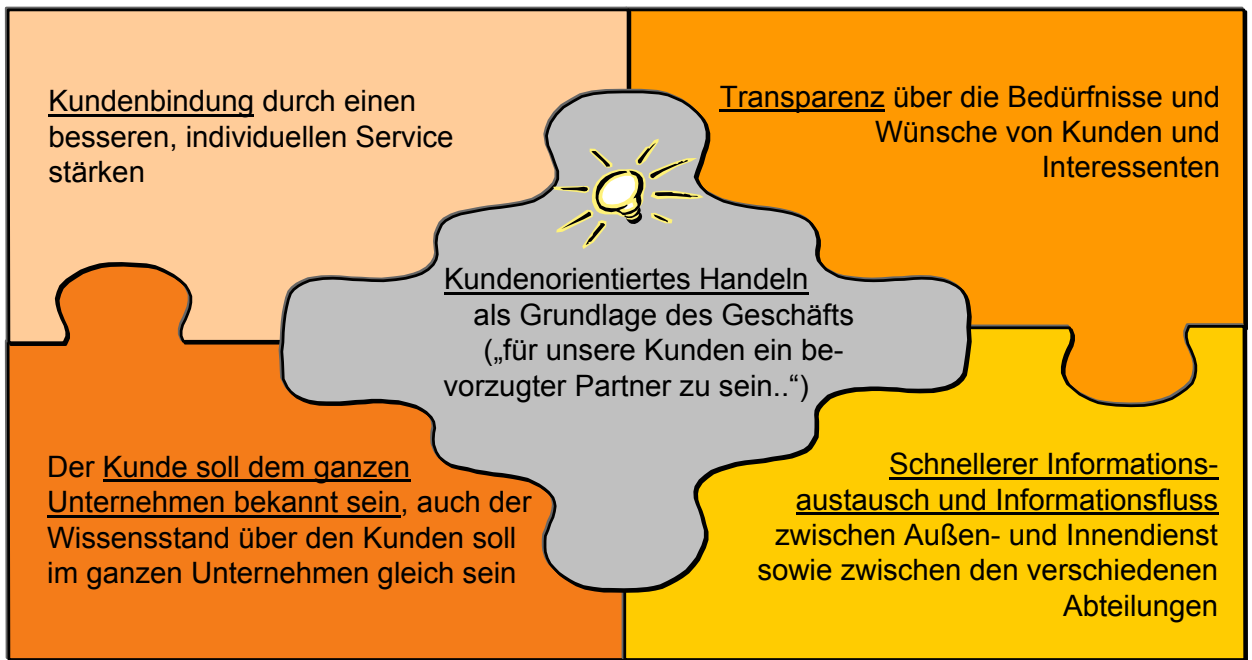 Kundenbindung durch einen
besseren, individuellen Service
stärken
Transparenz über die Bedürfnisse und
Wünsche von Kunden und
Interessenten
Kundenorientiertes Handeln
als Grundlage des Geschäfts
(„für unsere Kunden ein be-
vorzugter Partner zu sein..“)
Der Kunde soll dem ganzen
Unternehmen bekannt sein, auch der
Wissensstand über den Kunden soll
im ganzen Unternehmen gleich sein
Schnellerer Informations-
austausch und Informationsfluss
zwischen Außen- und Innendienst
sowie zwischen den verschiedenen
Abteilungen